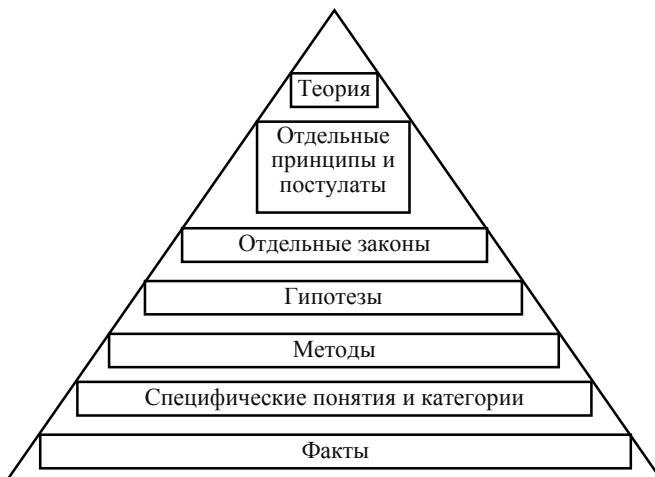 Теория
Отдельные
принципы и
постулаты
Отдельные законы
Гипотезы
Методы
Специфические понятия и категории
Факты